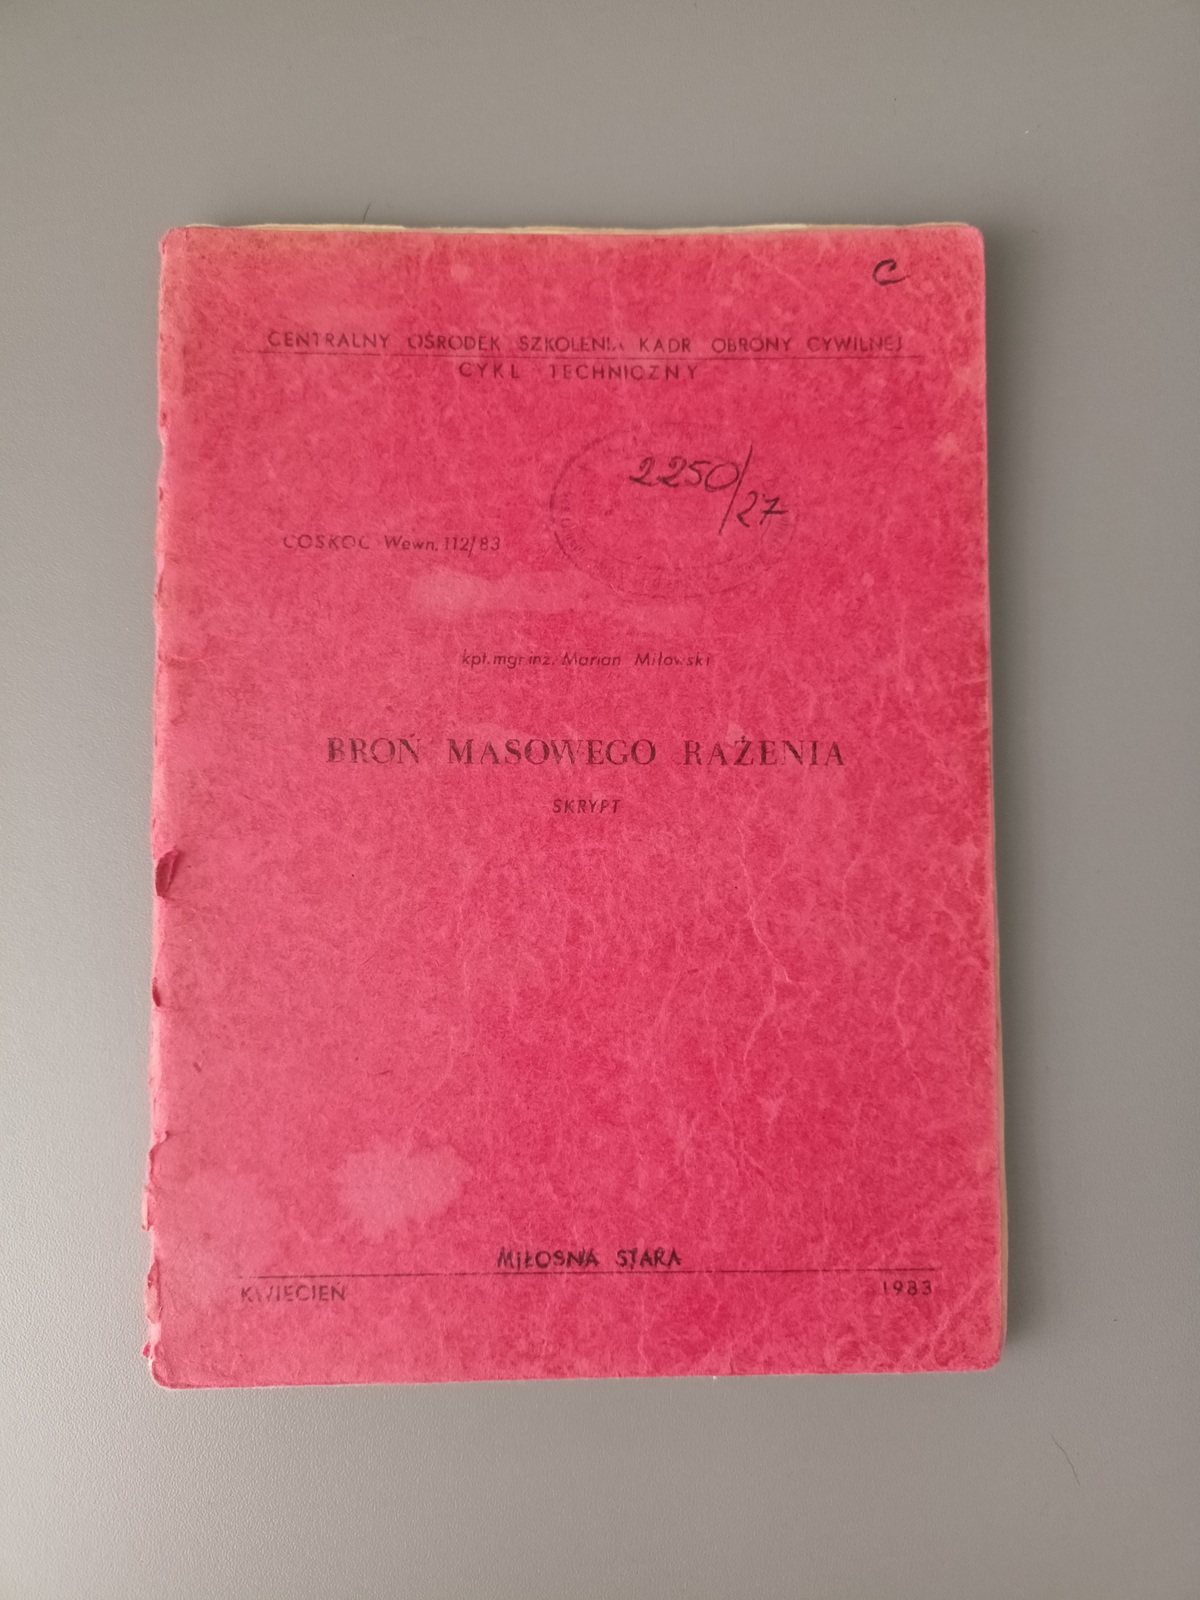 C
CENTRALNY OŚRODEK SZKOLENIA KADR OBRONY CYWILNEJ
CYKL TECHNICZNY
2250/27
COSKOC Wewn. 112/83
kpt. mgr inż. Marian Miłowski
BROŃ MASOWEGO RAŻENIA
SKRYPT
MIŁOSNA STARA
KWIECIEŃ 1983